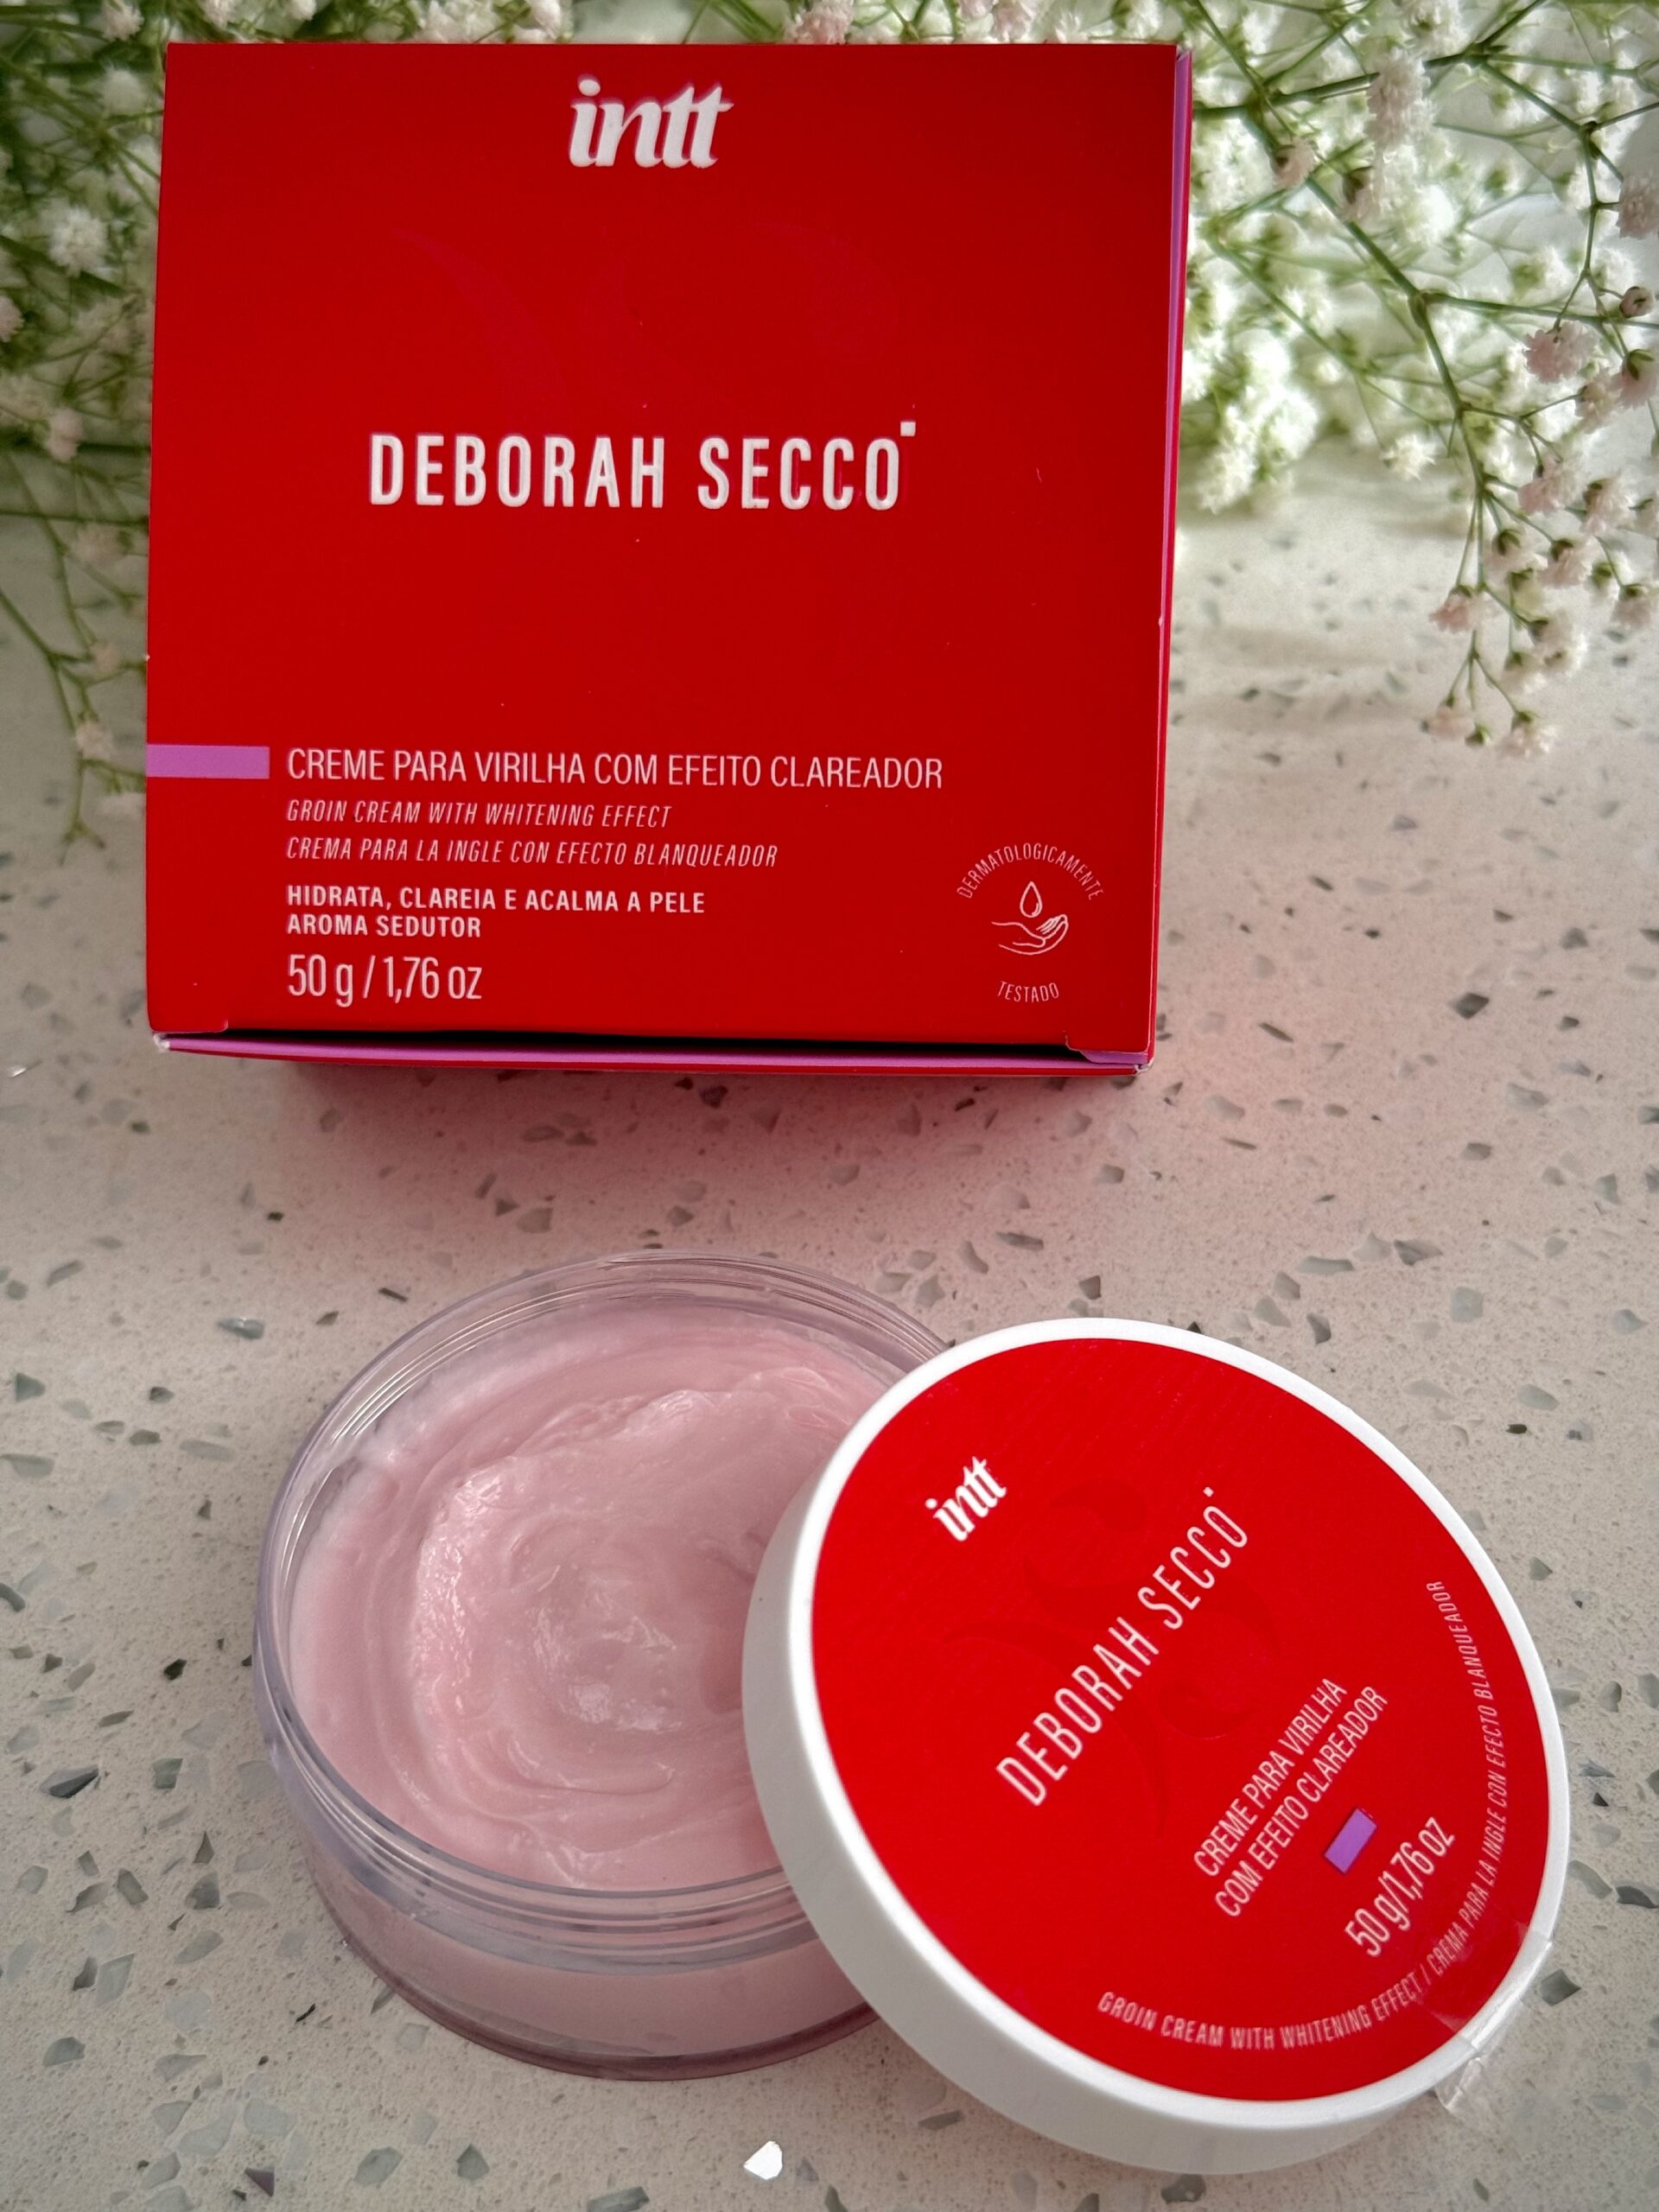 intt
DEBORAH SECCO
CREME PARA VIRILHA COM EFEITO CLAREADOR
GROIN CREAM WITH WHITENING EFFECT
CREMA PARA LA INGLE CON EFECTO BLANQUEADOR
HIDRATA, CLAREIA E ACALMA A PELE
AROMA SEDUTOR
50 g / 1,76 oz
DERMATOLOGICAMENTE
TESTADO
intt
DEBORAH SECCO
CREME PARA VIRILHA
COM EFEITO CLAREADOR
50 g/1,76 oz
GROIN CREAM WITH WHITENING EFFECT / CREMA PARA LA INGLE CON EFECTO BLANQUEADOR